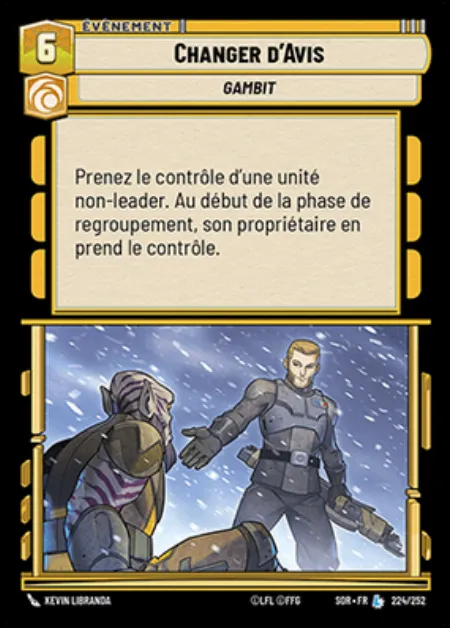 ÉVÉNEMENT
6
CHANGER D'AVIS
GAMBIT
Prenez le contrôle d'une unité
non-leader. Au début de la phase de
regroupement, son propriétaire en
prend le contrôle.
KEVIN LIBRANDA
©LFL ©FFG
SOR • FR
L
224/252